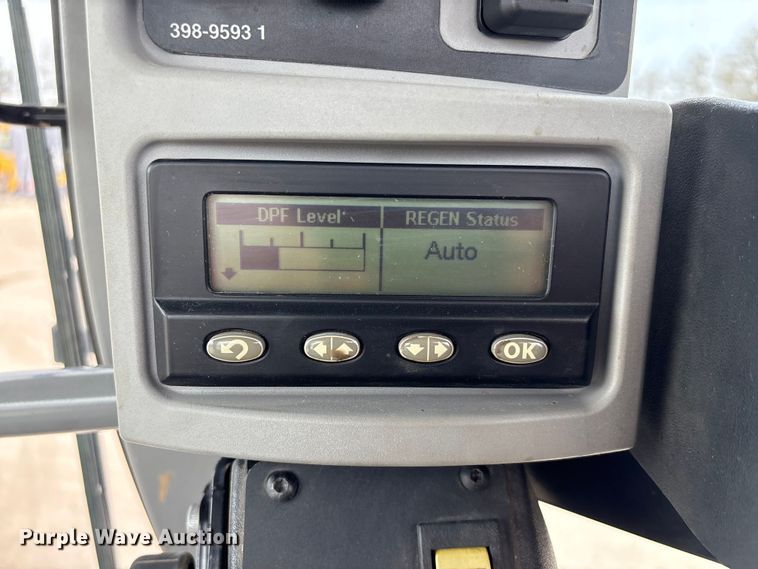 398-9593 1
DPF Level
REGEN Status
Auto
OK
Purple Wave Auction